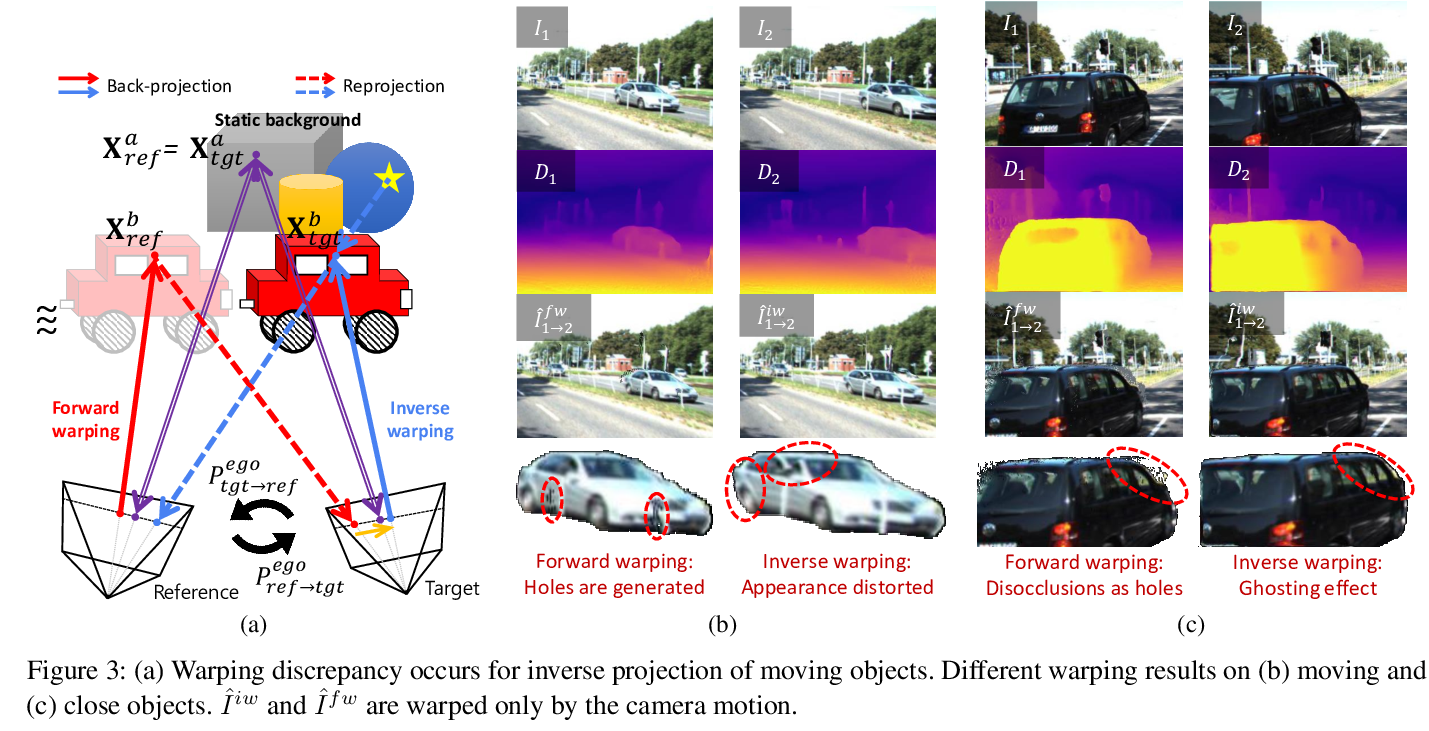 Back-projection
Reprojection
Static background
X^a_ref = X^a_tgt
X^b_ref
X^b_tgt
≈
≈
Forward
warping
Inverse
warping
P^ego_tgt→ref
P^ego_ref→tgt
Reference
Target
(a)
I_1
I_2
D_1
D_2
Î^fw_1→2
Î^iw_1→2
Forward warping:
Holes are generated
Inverse warping:
Appearance distorted
(b)
I_1
I_2
D_1
D_2
Î^fw_1→2
Î^iw_1→2
Forward warping:
Disocclusions as holes
Inverse warping:
Ghosting effect
(c)
Figure 3: (a) Warping discrepancy occurs for inverse projection of moving objects. Different warping results on (b) moving and
(c) close objects. Î^iw and Î^fw are warped only by the camera motion.